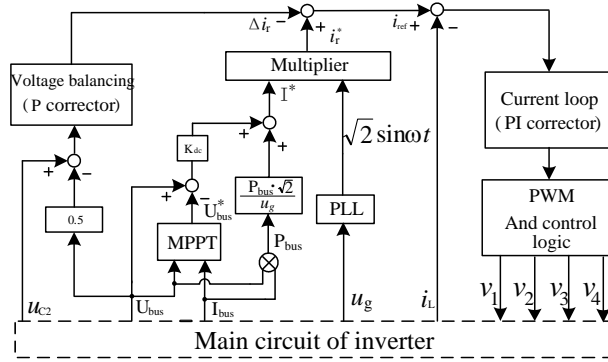 Δi_r
−
+
i_r^*
i_ref
+
−
Voltage balancing
(P corrector)
Multiplier
I^*
Current loop
(PI corrector)
√2 sinωt
+
−
K_dc
+
+
+
−
0.5
U_bus^*
P_bus·√2
u_g
PLL
PWM
And control
logic
MPPT
P_bus
u_C2
U_bus
I_bus
u_g
i_L
v_1
v_2
v_3
v_4
Main circuit of inverter